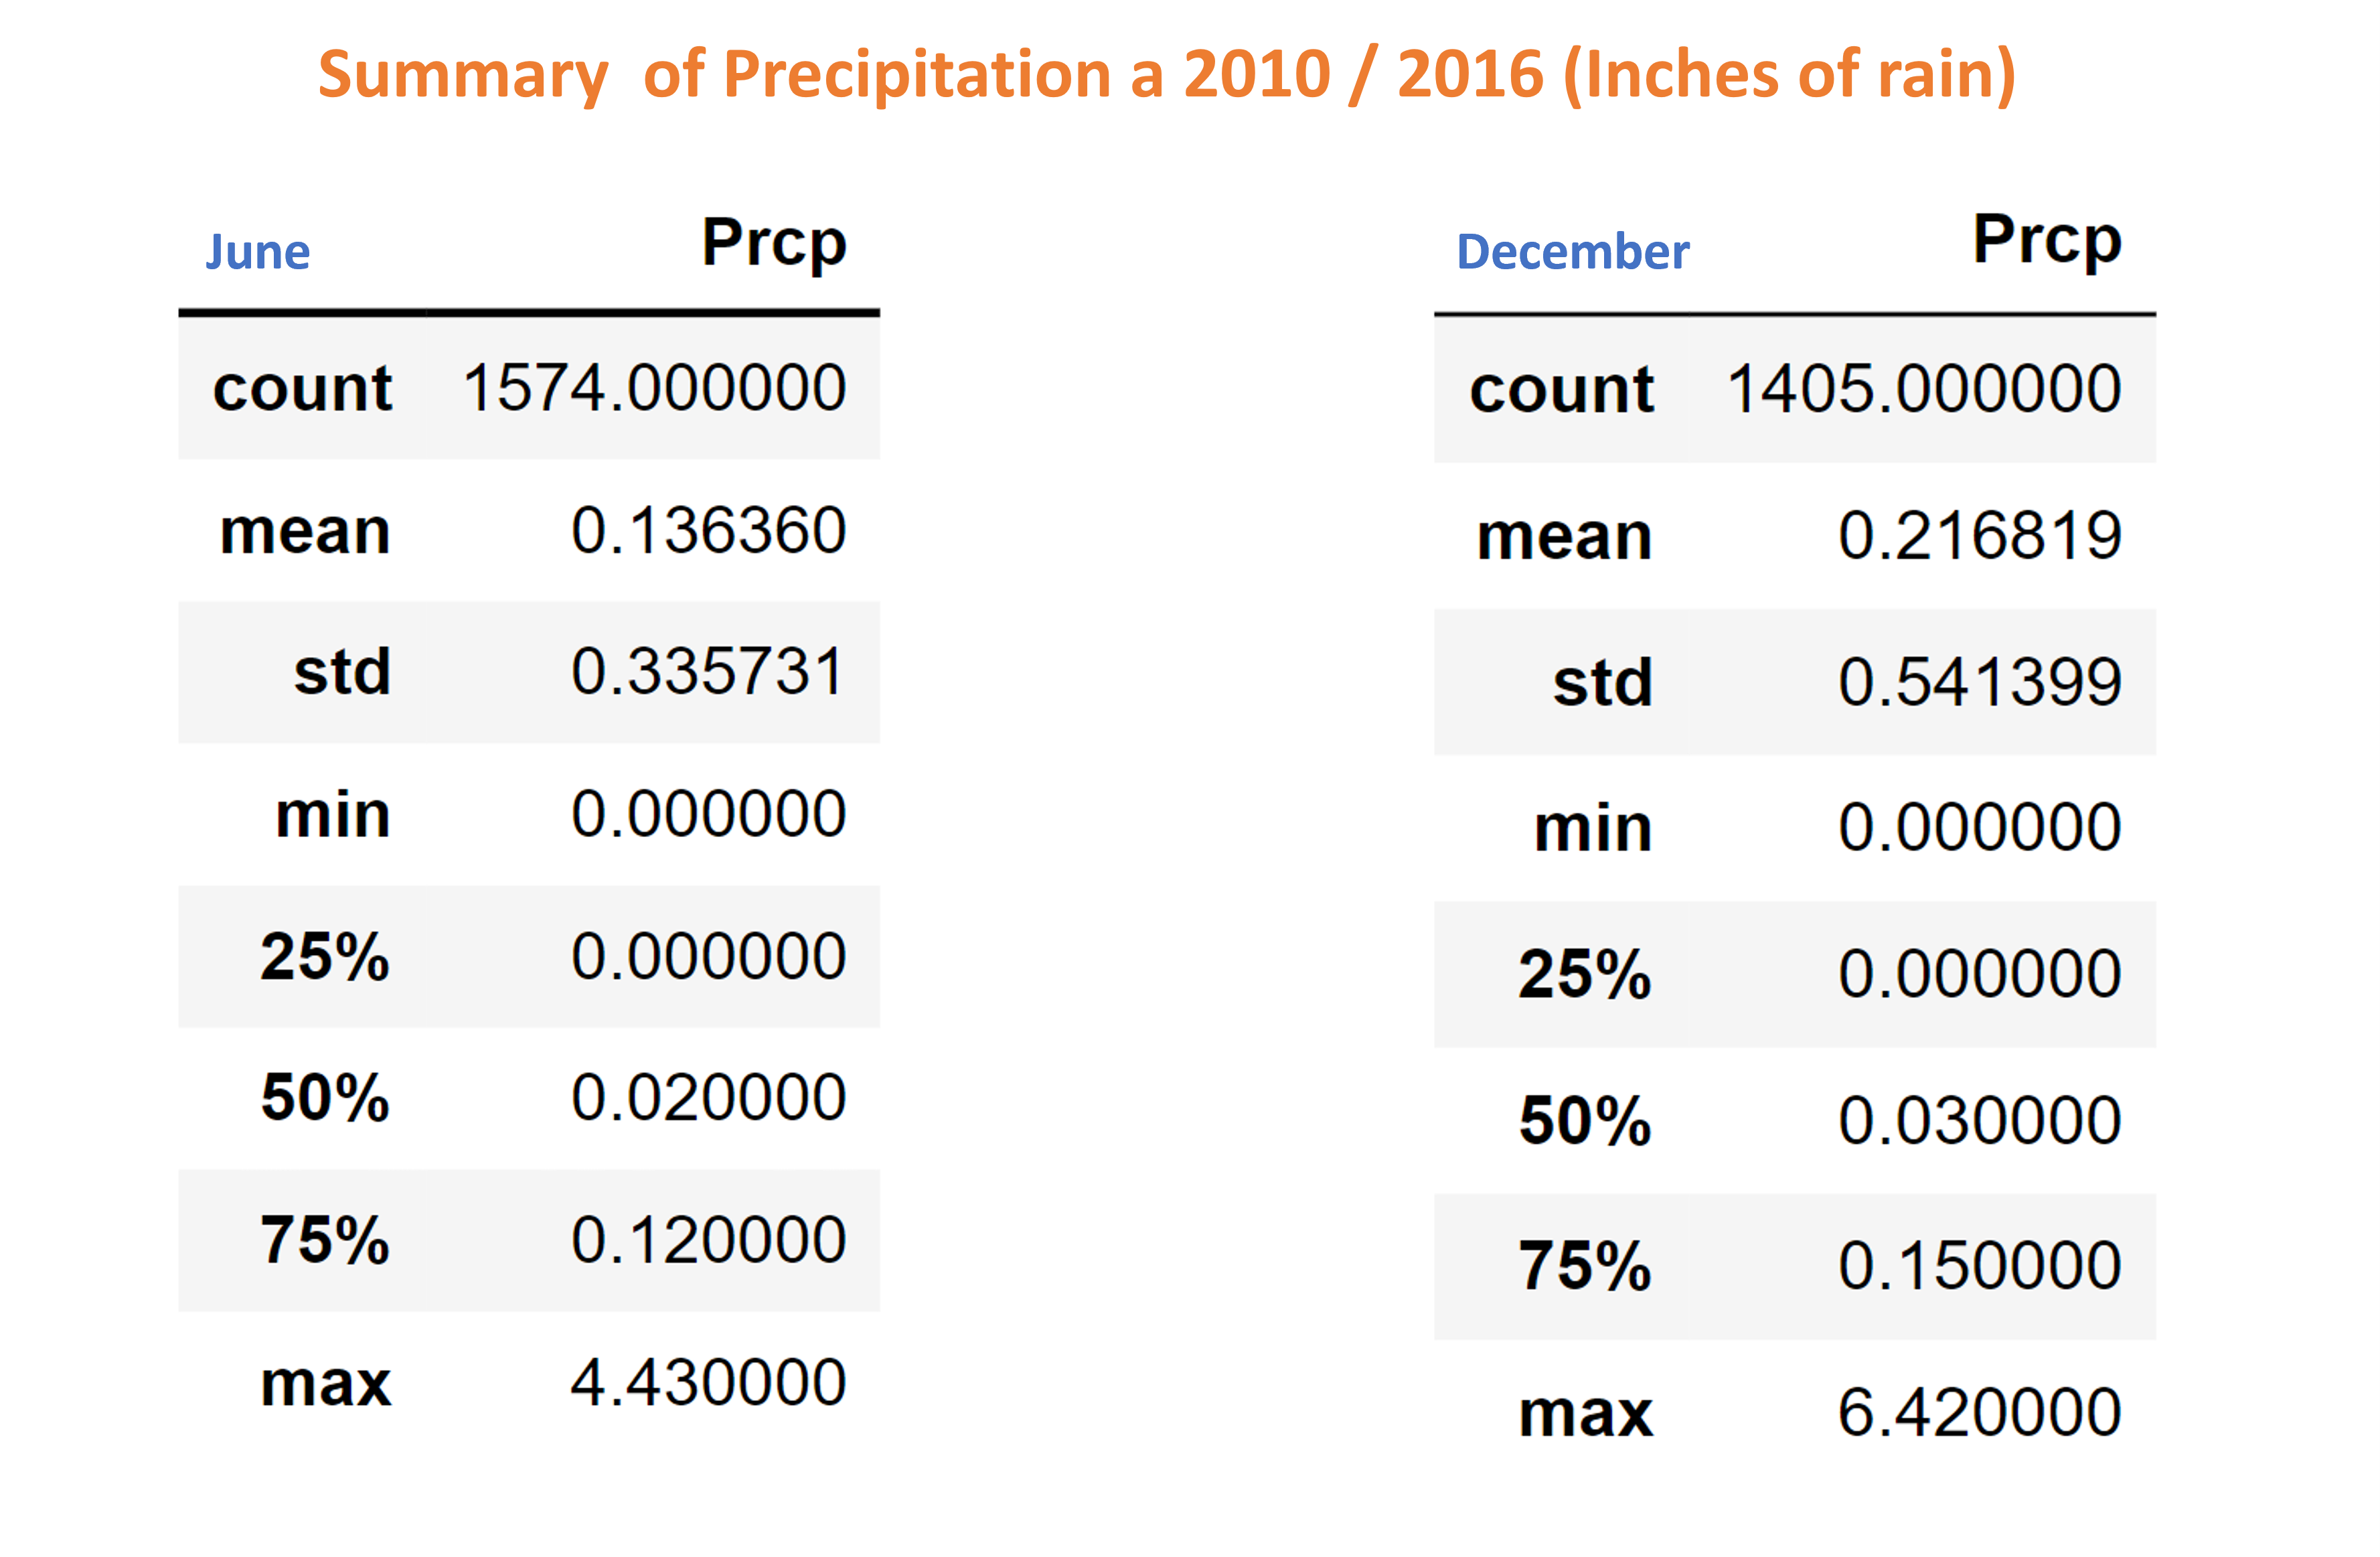 Summary of Precipitation a 2010 / 2016 (Inches of rain)
June Prcp
count 1574.000000
mean 0.136360
std 0.335731
min 0.000000
25% 0.000000
50% 0.020000
75% 0.120000
max 4.430000
December Prcp
count 1405.000000
mean 0.216819
std 0.541399
min 0.000000
25% 0.000000
50% 0.030000
75% 0.150000
max 6.420000